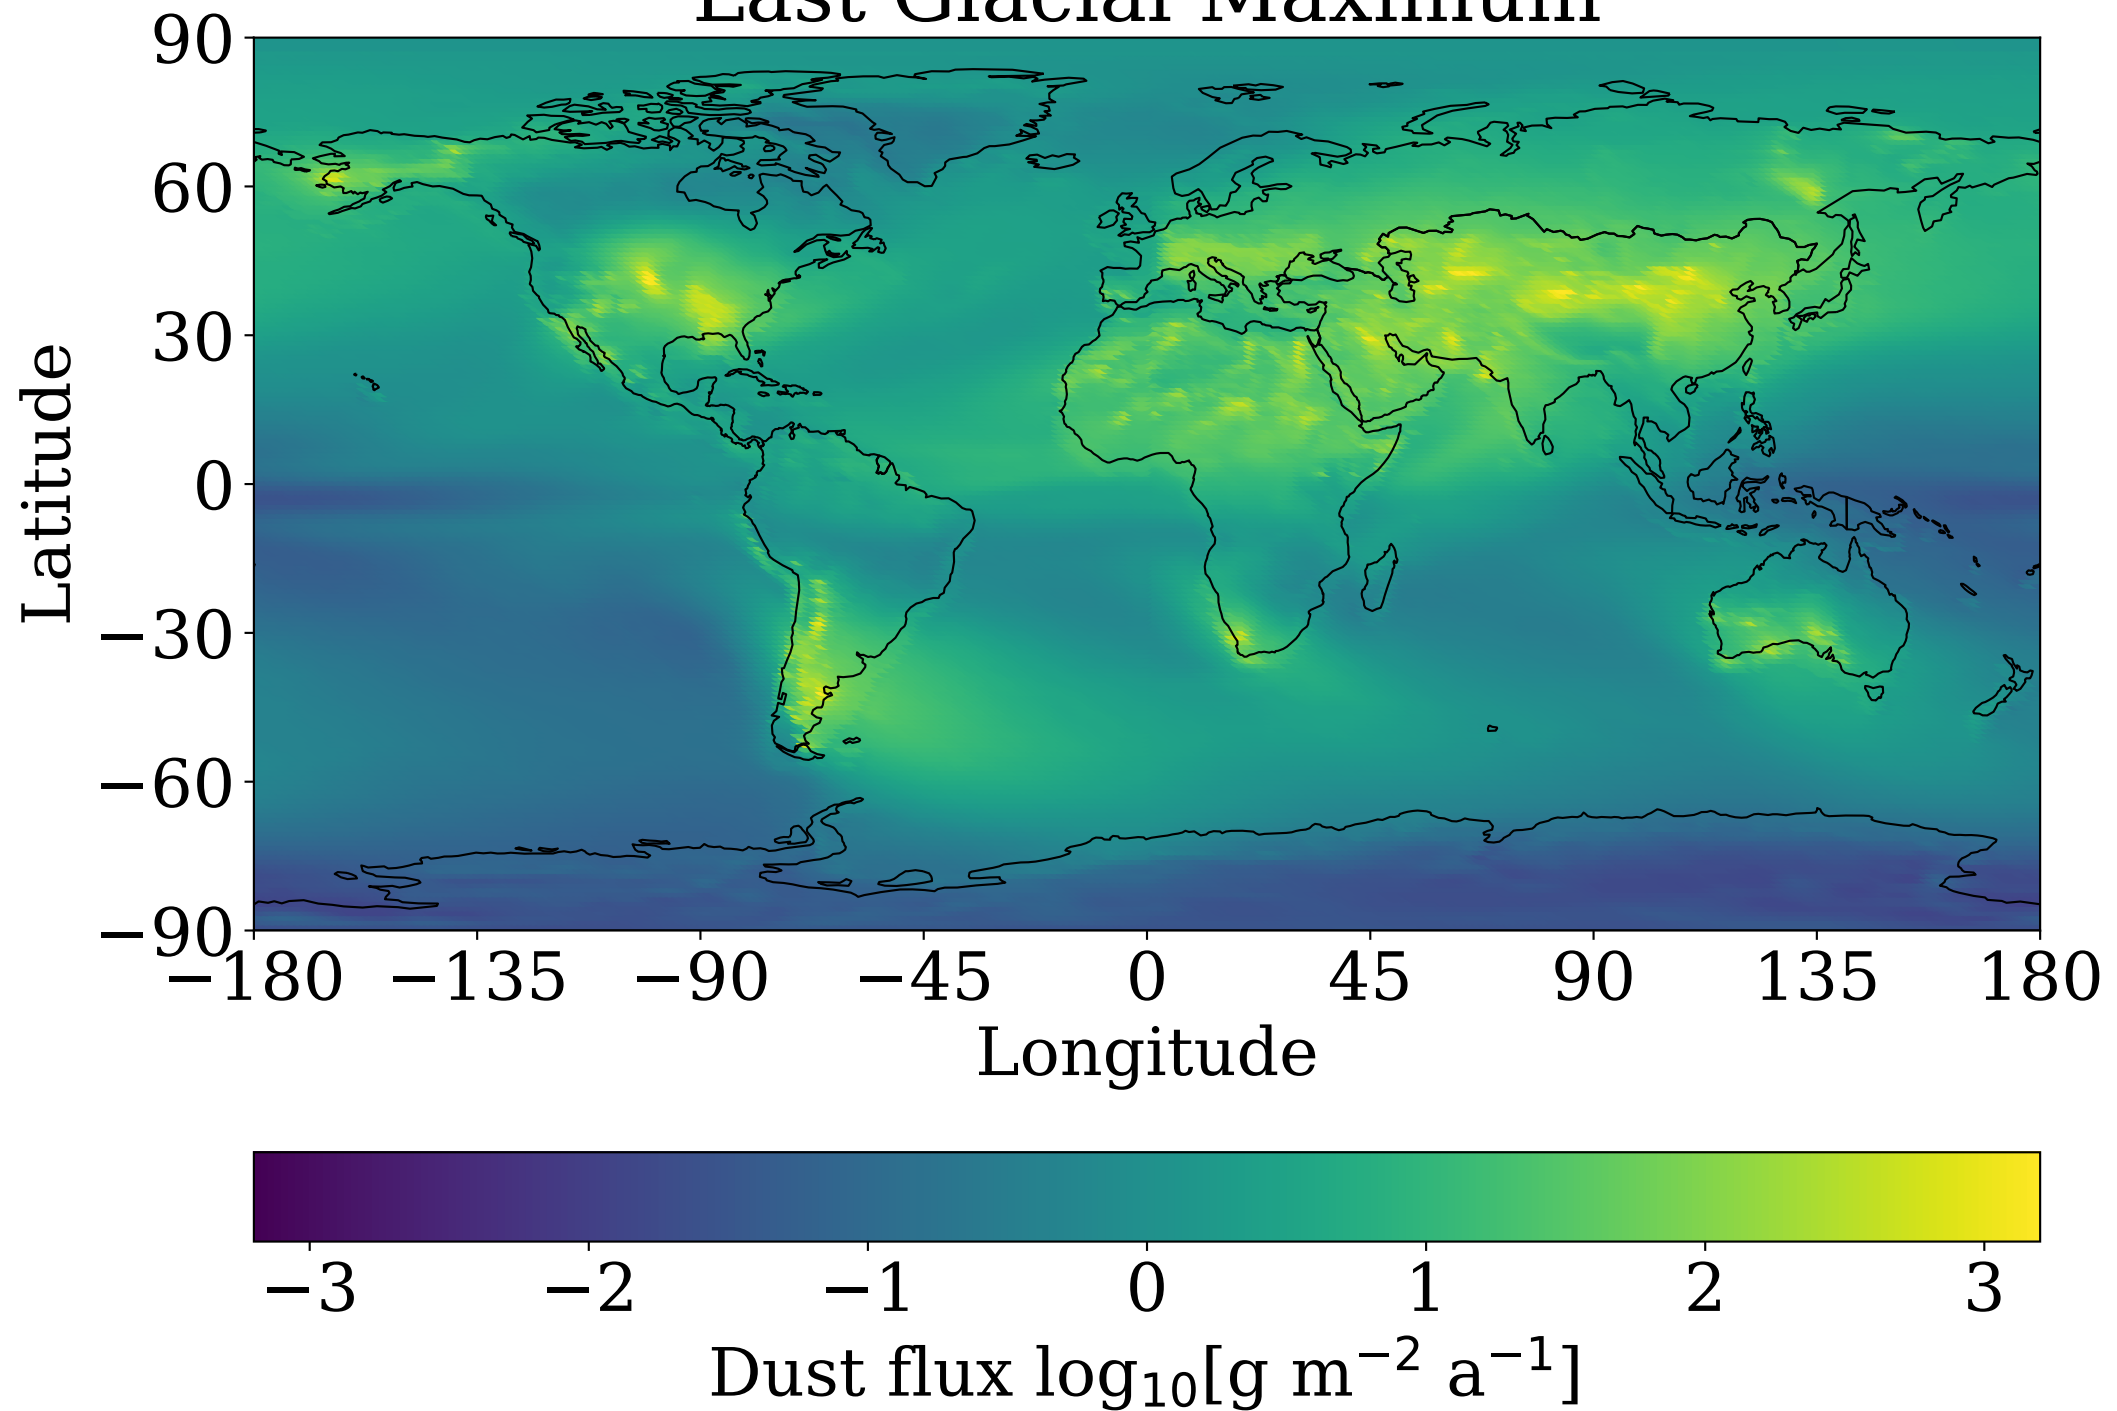 Last Glacial Maximum
90
60
30
0
−30
−60
−90
Latitude
−180 −135 −90 −45 0 45 90 135 180
Longitude
−3 −2 −1 0 1 2 3
Dust flux log₁₀[g m⁻² a⁻¹]